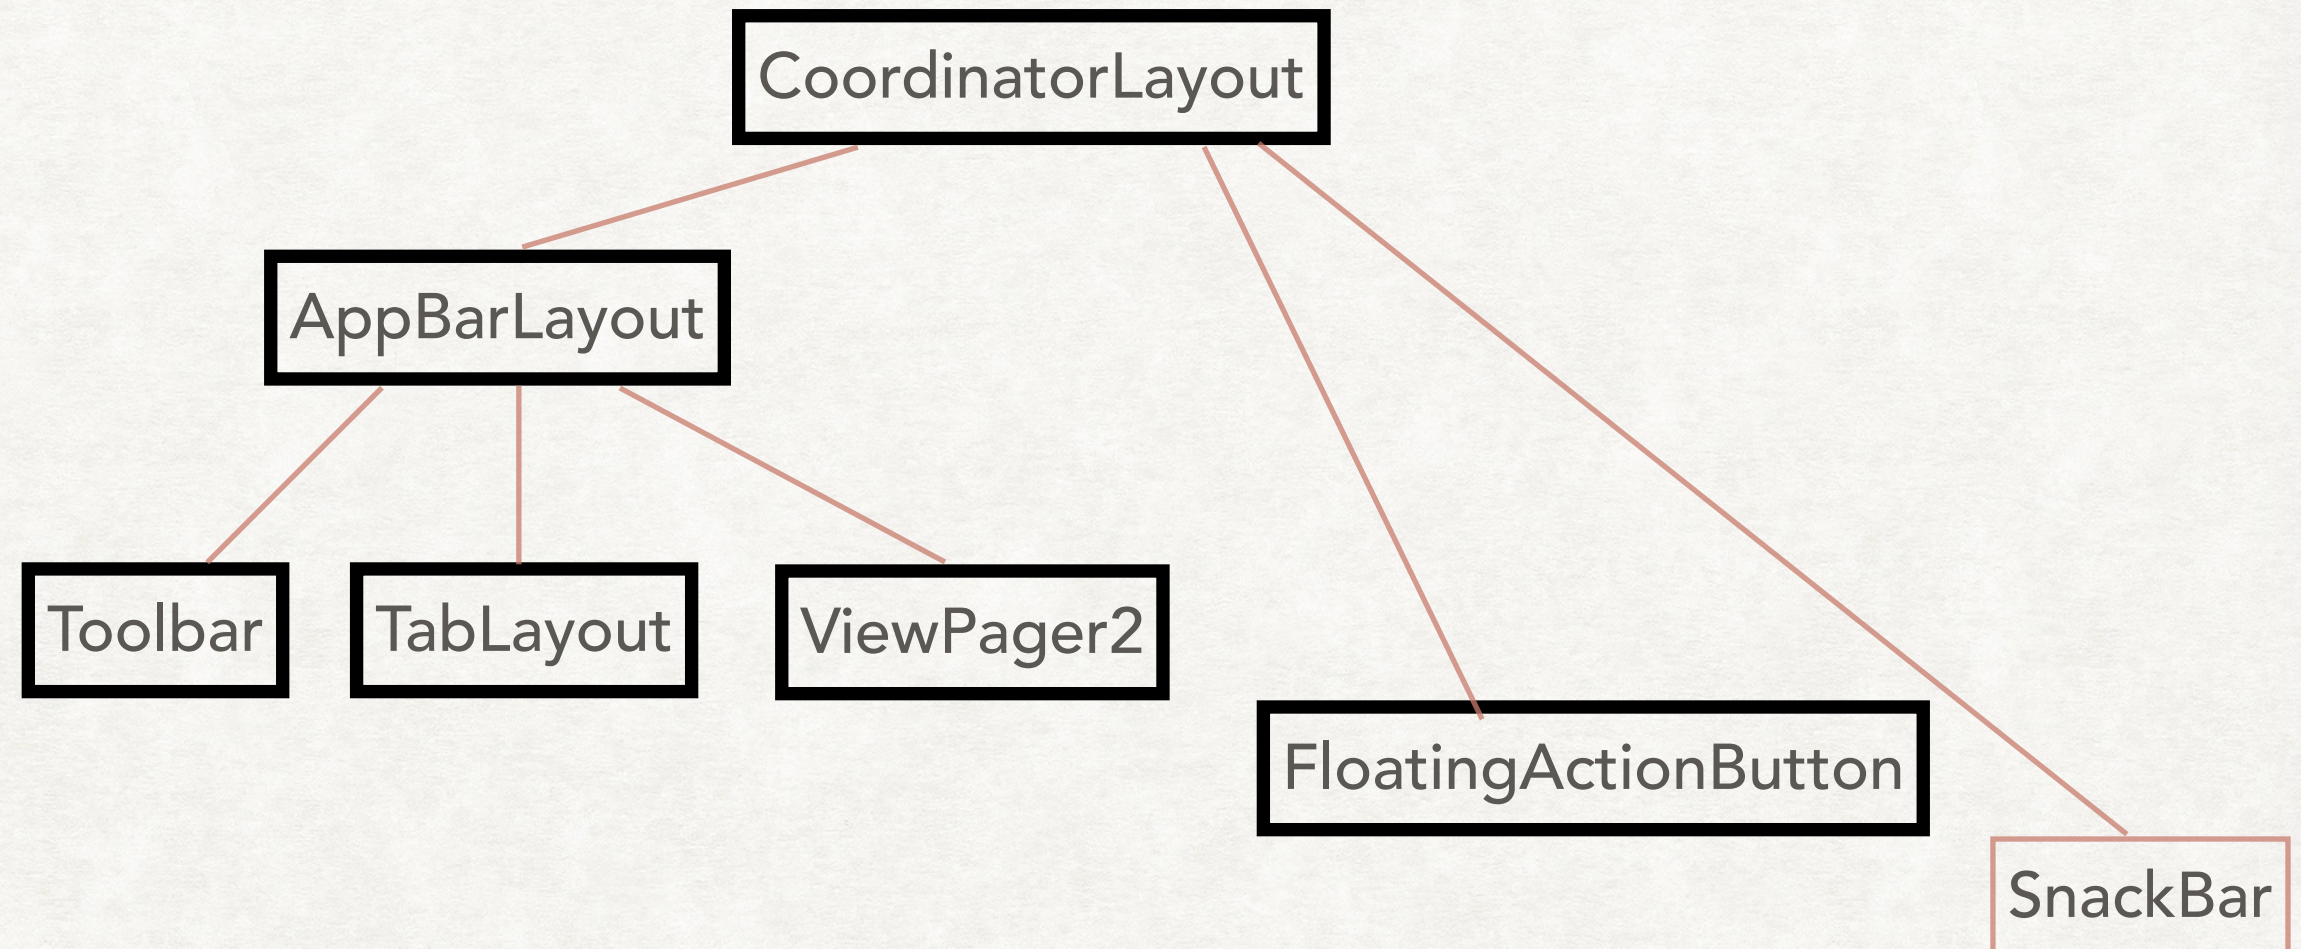 CoordinatorLayout
AppBarLayout
Toolbar
TabLayout
ViewPager2
FloatingActionButton
SnackBar